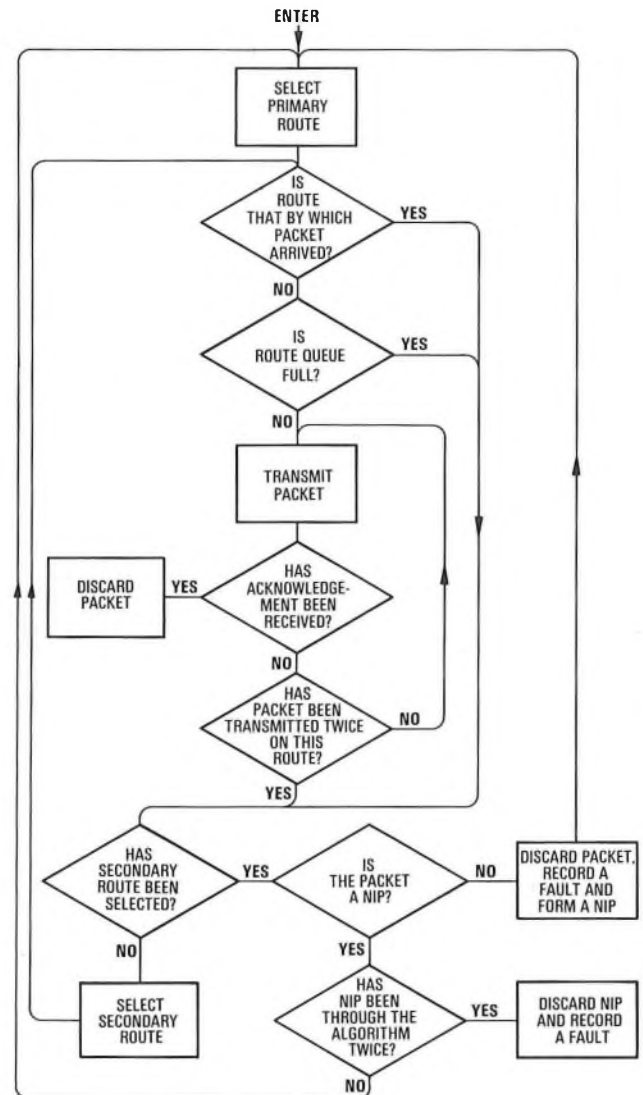 ENTER
SELECT
PRIMARY
ROUTE
IS
ROUTE
THAT BY WHICH
PACKET
ARRIVED?
YES
NO
IS
ROUTE QUEUE
FULL?
YES
NO
TRANSMIT
PACKET
HAS
ACKNOWLEDGE-
MENT BEEN
RECEIVED?
YES
DISCARD
PACKET
NO
HAS
PACKET BEEN
TRANSMITTED TWICE
ON THIS
ROUTE?
NO
YES
HAS
SECONDARY
ROUTE BEEN
SELECTED?
YES
IS
THE PACKET
A NIP?
NO
DISCARD PACKET,
RECORD A
FAULT AND
FORM A NIP
NO
YES
SELECT
SECONDARY
ROUTE
HAS
NIP BEEN
THROUGH THE
ALGORITHM
TWICE?
YES
DISCARD NIP
AND RECORD
A FAULT
NO